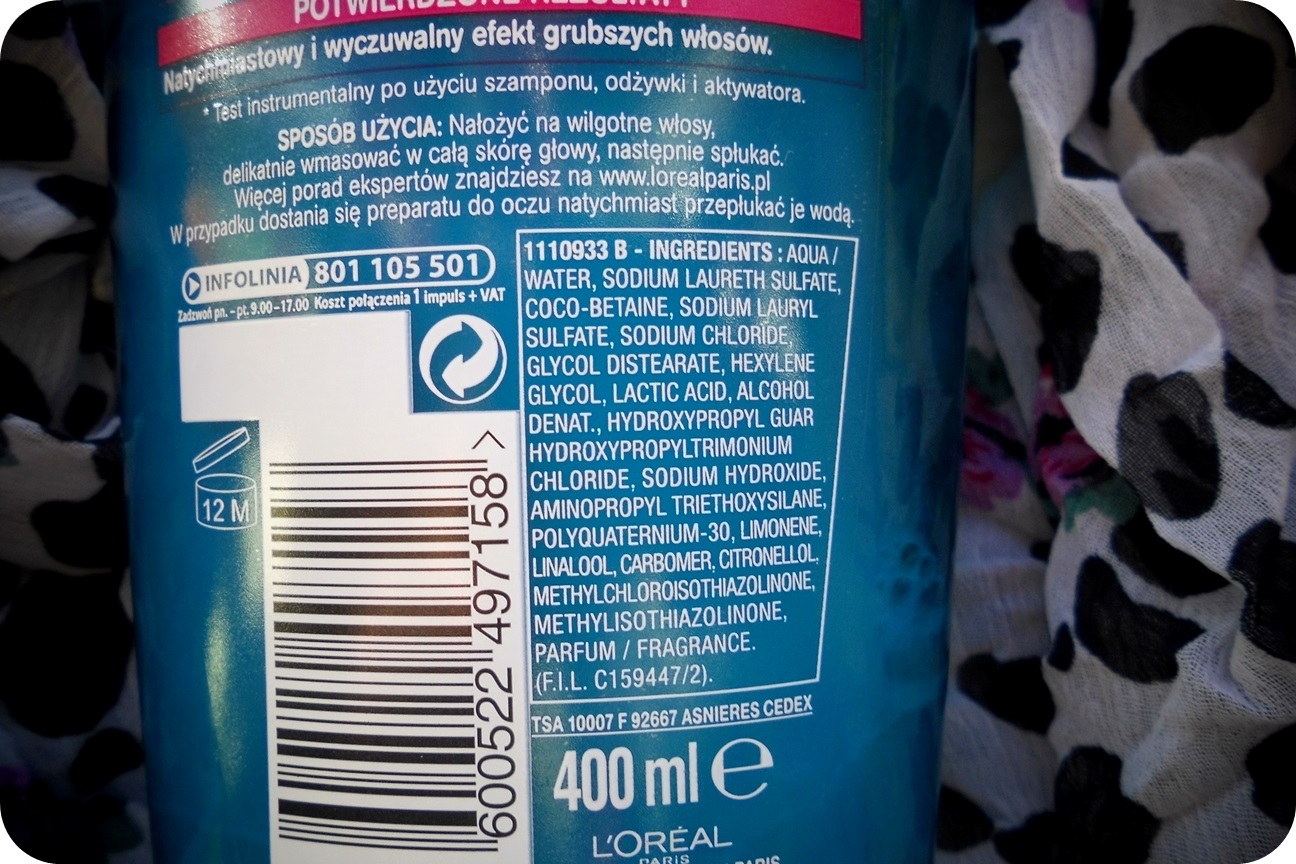 POTWIERDZONE REZULTATY
Natychmiastowy i wyczuwalny efekt grubszych włosów.
* Test instrumentalny po użyciu szamponu, odżywki i aktywatora.
SPOSÓB UŻYCIA: Nałożyć na wilgotne włosy,
delikatnie wmasować w całą skórę głowy, następnie spłukać.
Więcej porad ekspertów znajdziesz na www.lorealparis.pl
W przypadku dostania się preparatu do oczu natychmiast przepłukać je wodą.
INFOLINIA 801 105 501
Zadzwoń pn. – pt. 9.00–17.00 Koszt połączenia 1 impuls + VAT
12 M
600522 497158 >
1110933 B - INGREDIENTS : AQUA /
WATER, SODIUM LAURETH SULFATE,
COCO-BETAINE, SODIUM LAURYL
SULFATE, SODIUM CHLORIDE,
GLYCOL DISTEARATE, HEXYLENE
GLYCOL, LACTIC ACID, ALCOHOL
DENAT., HYDROXYPROPYL GUAR
HYDROXYPROPYLTRIMONIUM
CHLORIDE, SODIUM HYDROXIDE,
AMINOPROPYL TRIETHOXYSILANE,
POLYQUATERNIUM-30, LIMONENE,
LINALOOL, CARBOMER, CITRONELLOL,
METHYLCHLOROISOTHIAZOLINONE,
METHYLISOTHIAZOLINONE,
PARFUM / FRAGRANCE.
(F.I.L. C159447/2).
TSA 10007 F 92667 ASNIERES CEDEX
400 ml e
L'ORÉAL
PARIS
PARIS